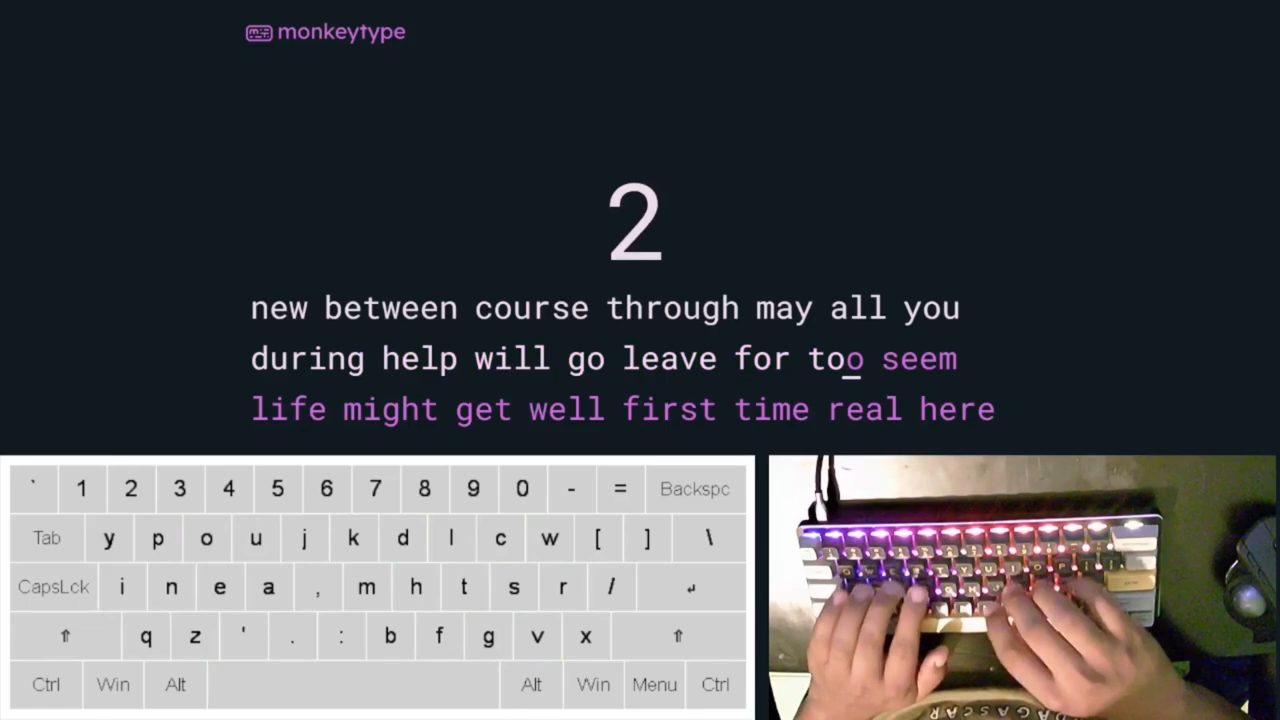 monkeytype
2
new between course through may all you
during help will go leave for too seem
life might get well first time real here
` 1 2 3 4 5 6 7 8 9 0 - = Backspc
Tab y p o u j k d l c w [ ] \
CapsLck i n e a , m h t s r / ↵
⇧ q z ' . : b f g v x ⇧
Ctrl Win Alt Alt Win Menu Ctrl